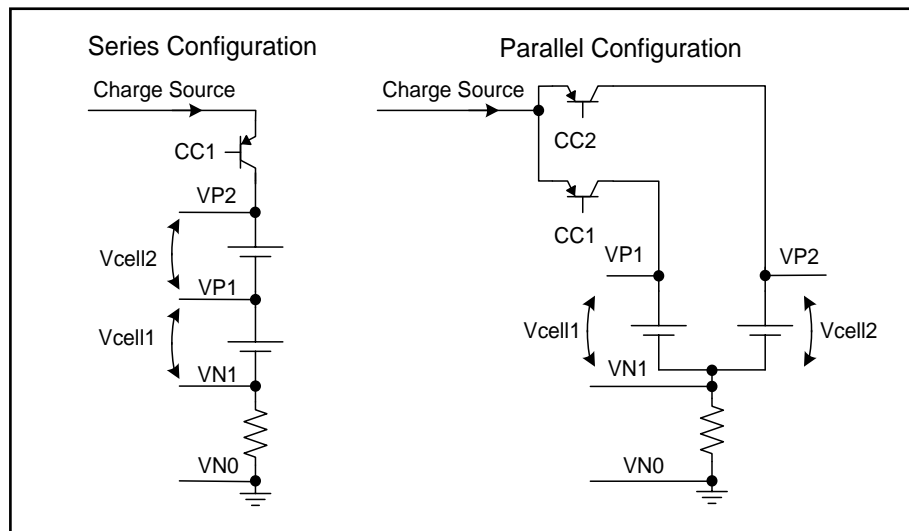 Series Configuration
Charge Source
CC1
VP2
Vcell2
VP1
Vcell1
VN1
VN0
Parallel Configuration
Charge Source
CC2
CC1
VP1
VP2
Vcell1
Vcell2
VN1
VN0